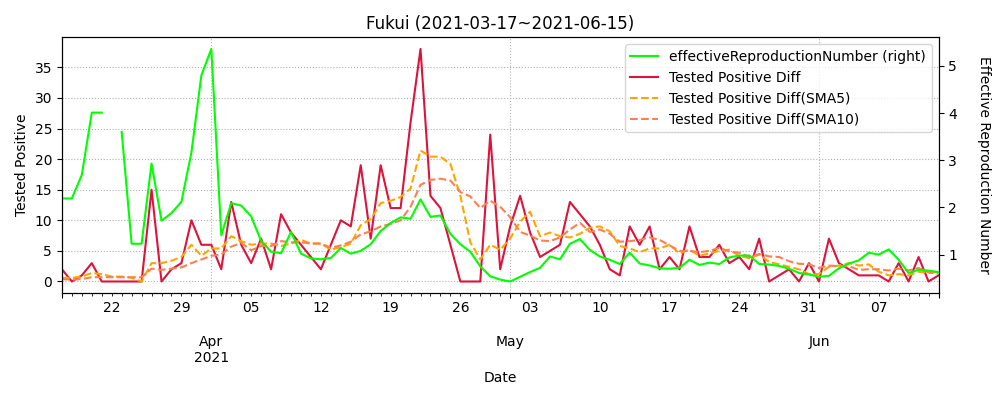 Fukui (2021-03-17~2021-06-15)
effectiveReproductionNumber (right)
Tested Positive Diff
Tested Positive Diff(SMA5)
Tested Positive Diff(SMA10)
Tested Positive
35
30
25
20
15
10
5
0
5
4
3
2
1
Effective Reproduction Number
22 29 05 12 19 26 03 10 17 24 31 07
Apr May Jun
2021
Date